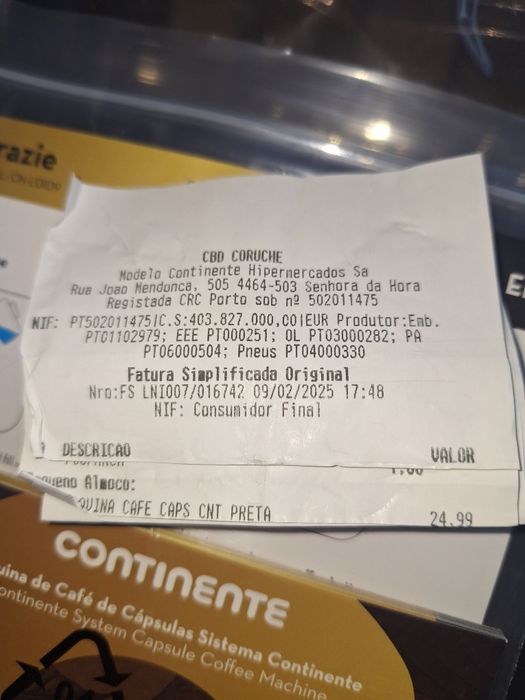 razie
CBD CORUCHE
Modelo Continente Hipermercados Sa
Rua Joao Mendonca, 505 4464-503 Senhora da Hora
Registada CRC Porto sob nº 502011475
NIF: PT502011475|C.S:403.827.000,00|EUR Produtor:Emb.
PT01102979; EEE PT000251; OL PT03000282; PA
PT06000504; Pneus PT04000330
Fatura Simplificada Original
Nro:FS LNI007/016742 09/02/2025 17:48
NIF: Consumidor Final
DESCRICAO VALOR
queno Almoco:
QUINA CAFE CAPS CNT PRETA 24,99
CONTINENTE
uina de Café de Cápsulas Sistema Continente
ontinente System Capsule Coffee Machine